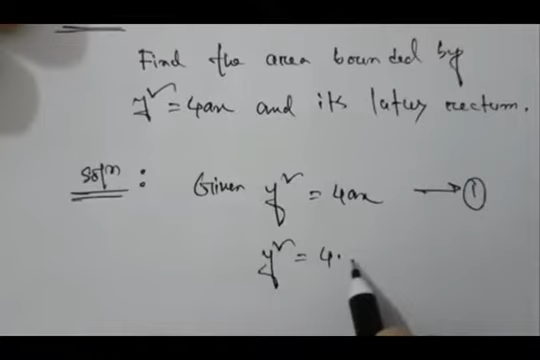 Find the area bounded by
y² = 4ax and its latus rectum.
Soln : Given y² = 4ax → ①
y² = 4.